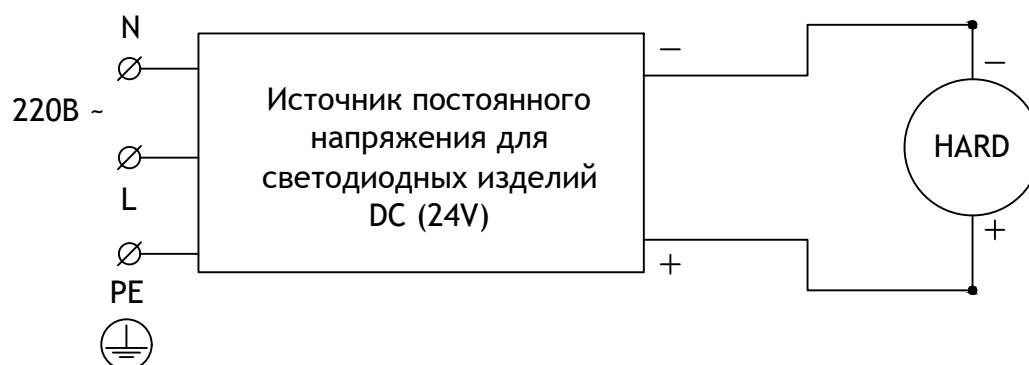 N
220В ~
L
PE
Источник постоянного
напряжения для
светодиодных изделий
DC (24V)
−
+
−
HARD
+